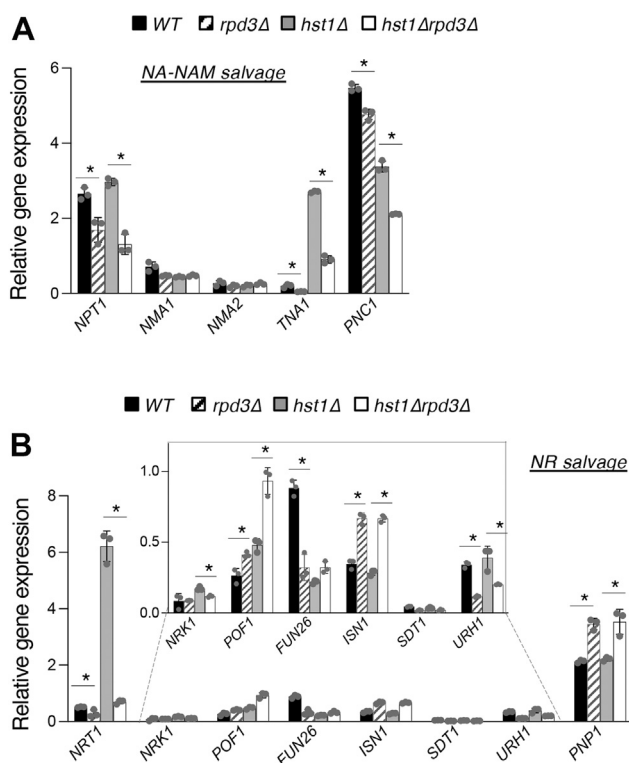 A
WT rpd3Δ hst1Δ hst1Δrpd3Δ
NA-NAM salvage
Relative gene expression
6
4
2
0
* * * * * *
NPT1 NMA1 NMA2 TNA1 PNC1
WT rpd3Δ hst1Δ hst1Δrpd3Δ
B
NR salvage
Relative gene expression
8
6
4
2
0
1.0
0.5
0.0
* * * * * * * * * * * *
NRK1 POF1 FUN26 ISN1 SDT1 URH1
NRT1 NRK1 POF1 FUN26 ISN1 SDT1 URH1 PNP1